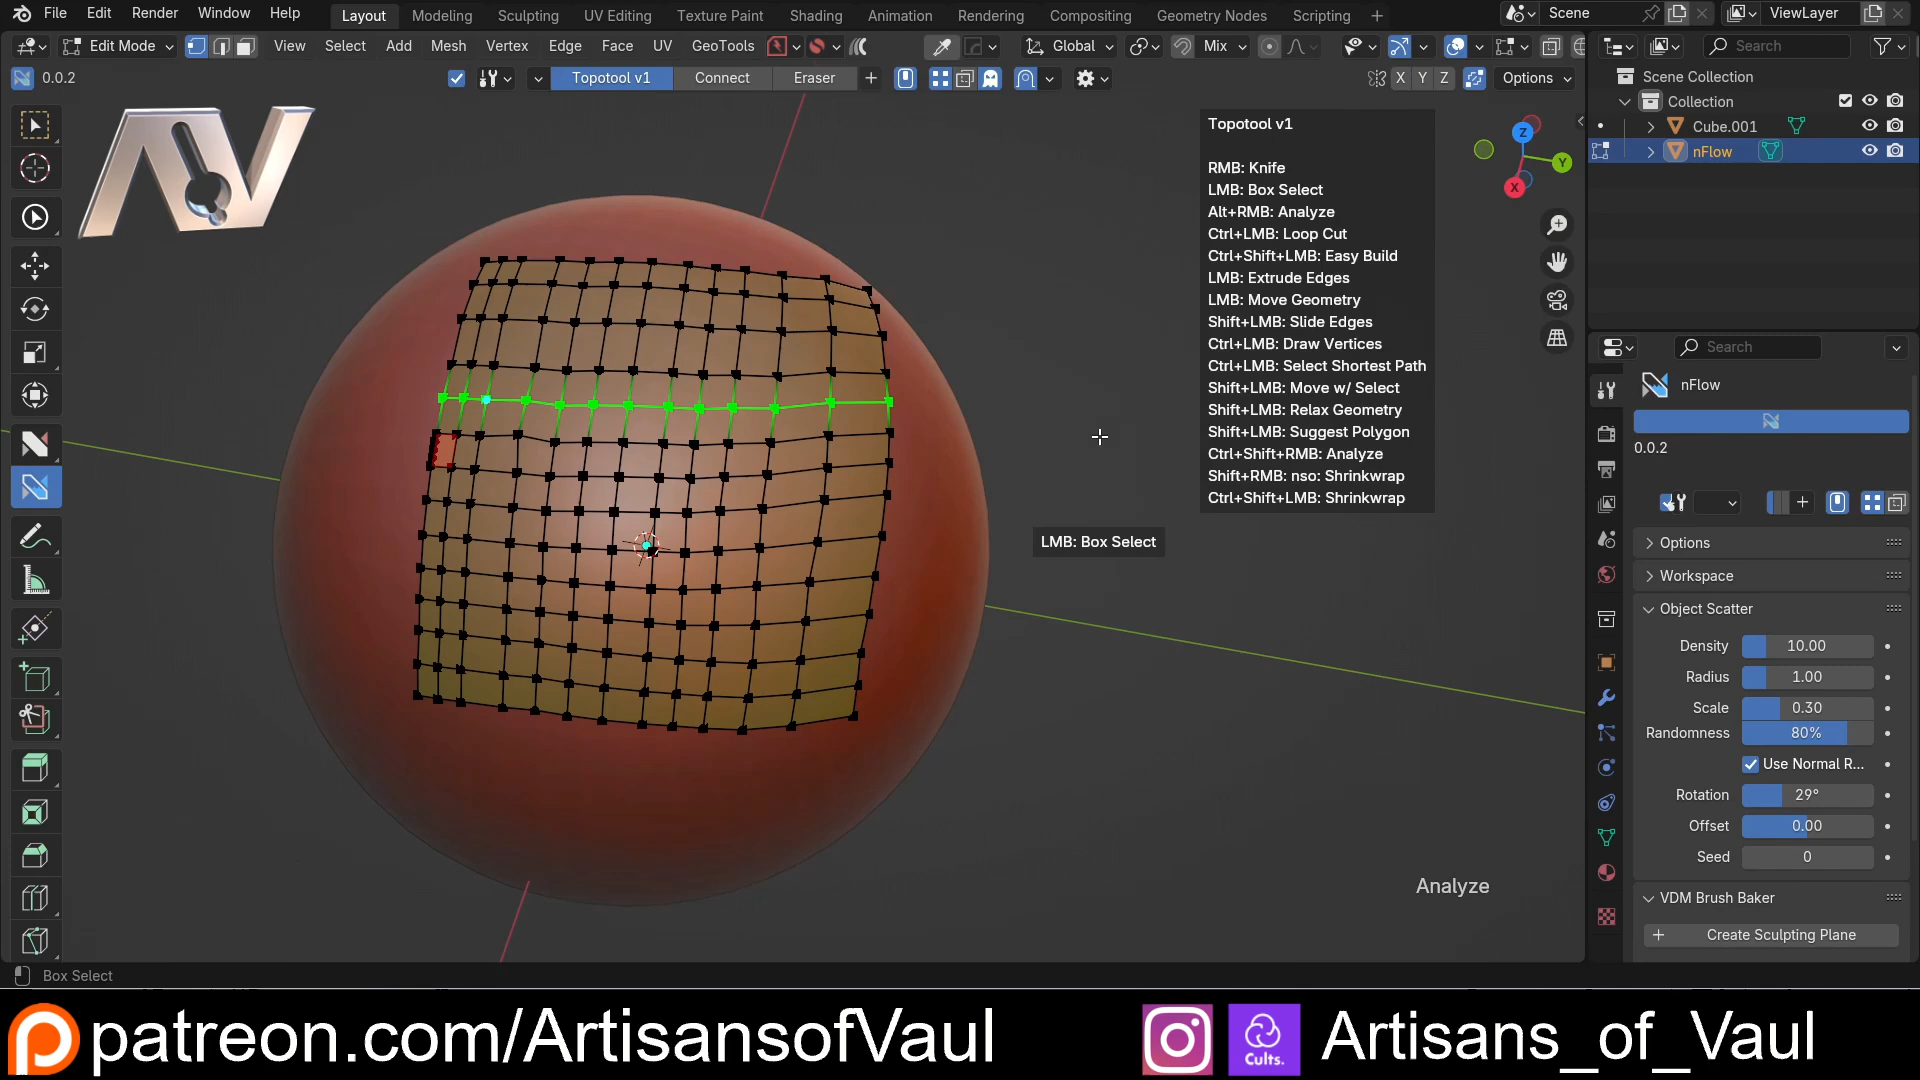 File Edit Render Window Help Layout Modeling Sculpting UV Editing Texture Paint Shading Animation Rendering Compositing Geometry Nodes Scripting + Scene ViewLayer
Edit Mode View Select Add Mesh Vertex Edge Face UV GeoTools Global Mix Search
0.0.2 Topotool v1 Connect Eraser + X Y Z Options
Scene Collection
Collection
Cube.001
nFlow
AV
Topotool v1
RMB: Knife
LMB: Box Select
Alt+RMB: Analyze
Ctrl+LMB: Loop Cut
Ctrl+Shift+LMB: Easy Build
LMB: Extrude Edges
LMB: Move Geometry
Shift+LMB: Slide Edges
Ctrl+LMB: Draw Vertices
Ctrl+LMB: Select Shortest Path
Shift+LMB: Move w/ Select
Shift+LMB: Relax Geometry
Shift+LMB: Suggest Polygon
Ctrl+Shift+RMB: Analyze
Shift+RMB: nso: Shrinkwrap
Ctrl+Shift+LMB: Shrinkwrap
Z
Y
X
LMB: Box Select
Analyze
Search
nFlow
0.0.2
Options
Workspace
Object Scatter
Density 10.00
Radius 1.00
Scale 0.30
Randomness 80%
Use Normal R...
Rotation 29°
Offset 0.00
Seed 0
VDM Brush Baker
+ Create Sculpting Plane
Box Select
patreon.com/ArtisansofVaul Cults. Artisans_of_Vaul